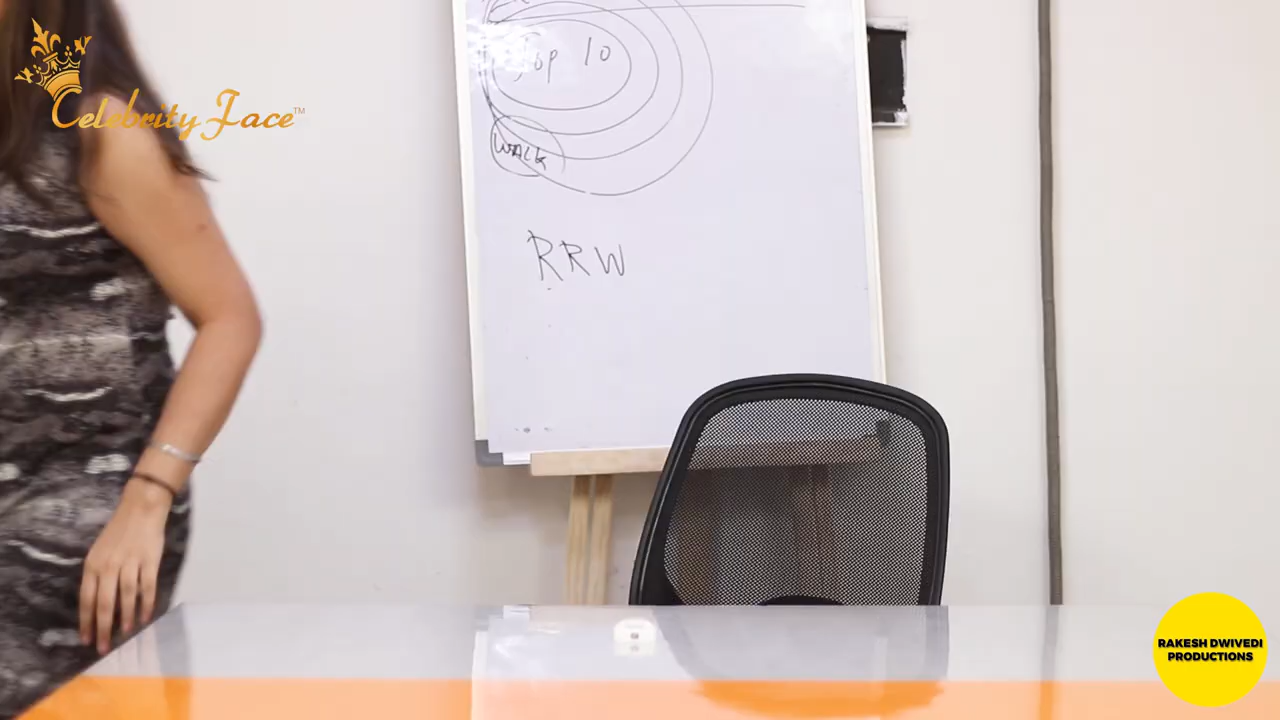 Celebrity Face™
Top 10
WALK
RRW
RAKESH DWIVEDI
PRODUCTIONS